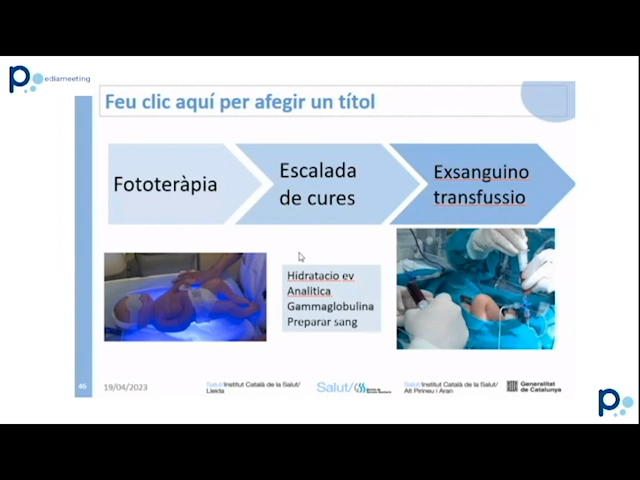 pediameeting
Feu clic aquí per afegir un títol
Fototeràpia
Escalada
de cures
Exsanguino
transfussio
Hidratacio ev
Analitica
Gammaglobulina
Preparar sang
46
19/04/2023
Salut/Institut Català de la Salut/
Lleida
Salut/
Salut/Institut Català de la Salut/
Alt Pirineu i Aran
Generalitat
de Catalunya
p